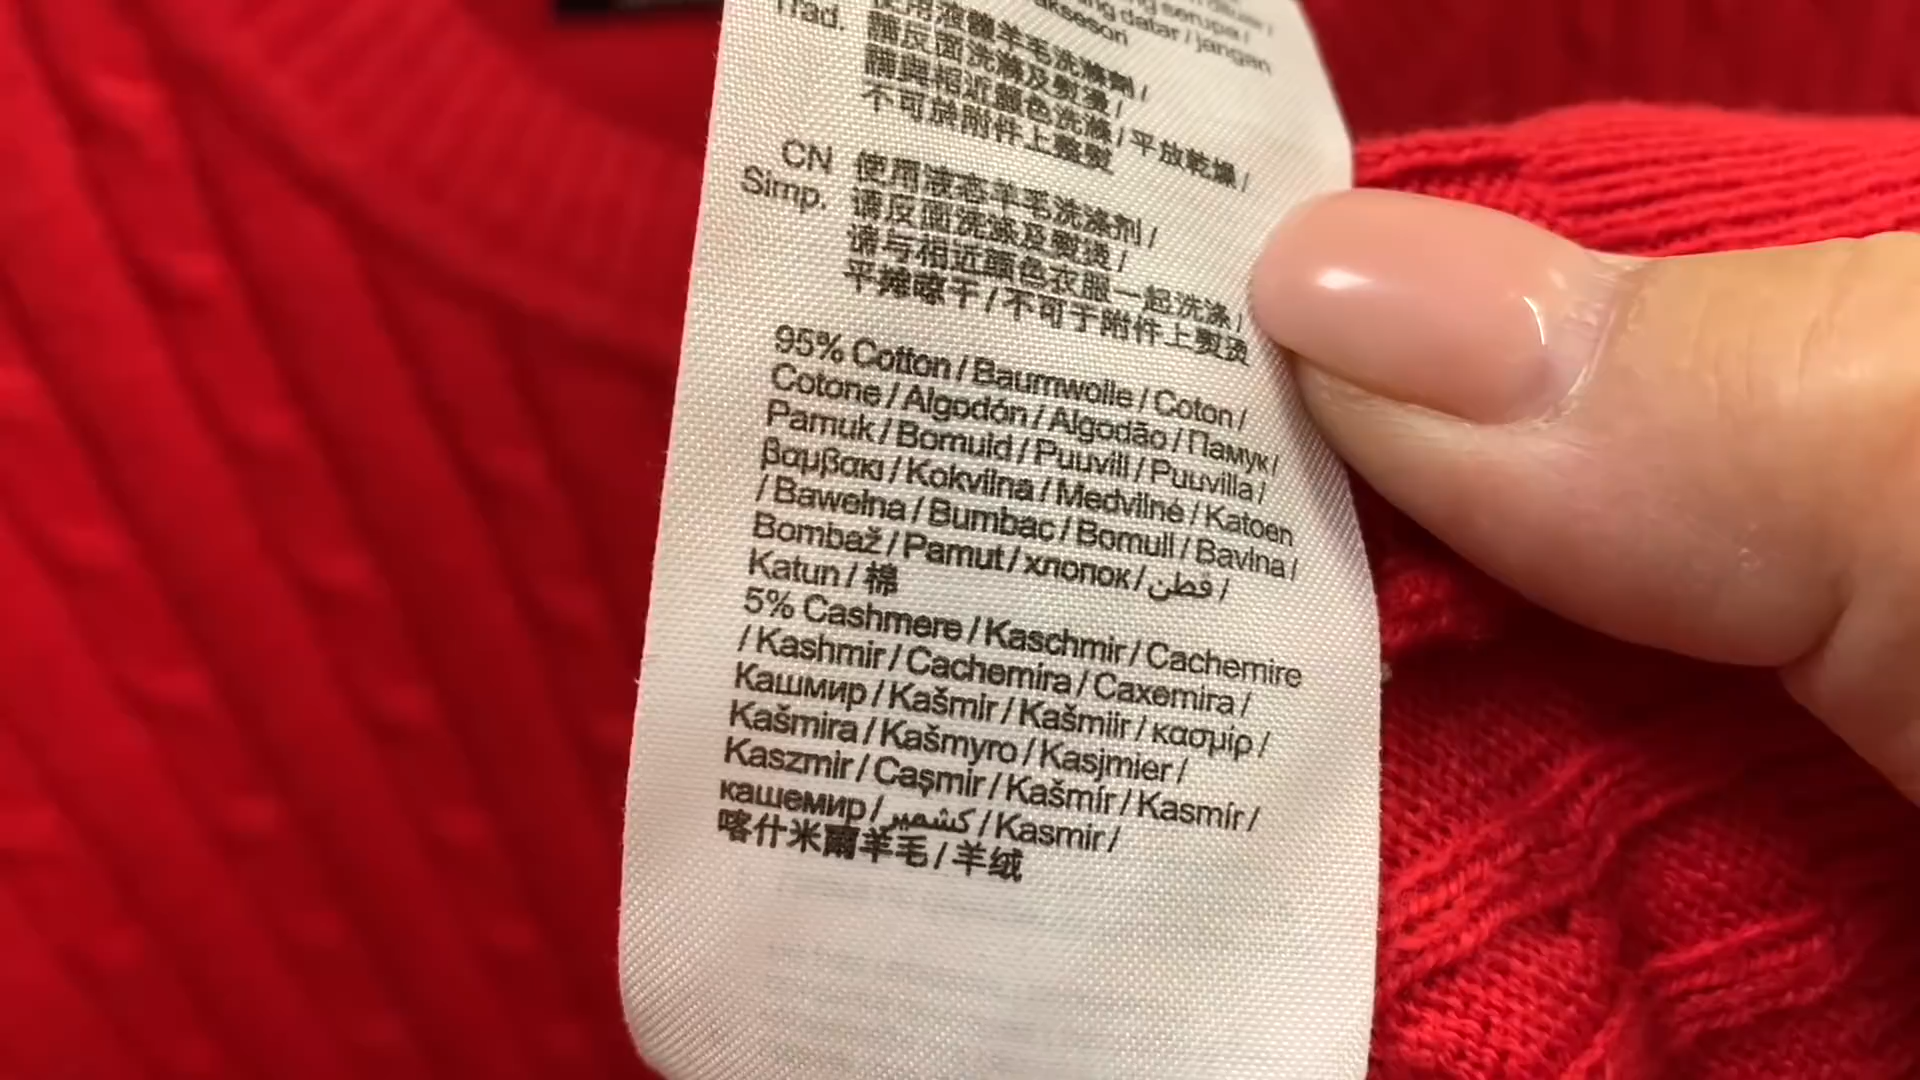 serupa /
datar / jangan
aksesori
Trad. 使用液體羊毛洗滌劑 /
請反面洗滌及熨燙 /
請與相近顏色洗滌 / 平放乾燥 /
不可於附件上熨燙
CN Simp. 使用液态羊毛洗涤剂 /
请反面洗涤及熨烫 /
请与相近颜色衣服一起洗涤 /
平摊晾干 / 不可于附件上熨烫
95% Cotton / Baumwolle / Coton /
Cotone / Algodón / Algodão / Памук /
Pamuk / Bomuld / Puuvill / Puuvilla /
βαμβακι / Kokvilna / Medvilnė / Katoen
/ Bawełna / Bumbac / Bomull / Bavlna /
Bombaž / Pamut / хлопок / قطن /
Katun / 棉
5% Cashmere / Kaschmir / Cachemire
/ Kashmir / Cachemira / Caxemira /
Кашмир / Kašmir / Kašmiir / κασμίρ /
Kašmira / Kašmyro / Kasjmier /
Kaszmir / Caşmir / Kašmír / Kasmír /
кашемир / كشمير / Kasmir /
喀什米爾羊毛 / 羊绒